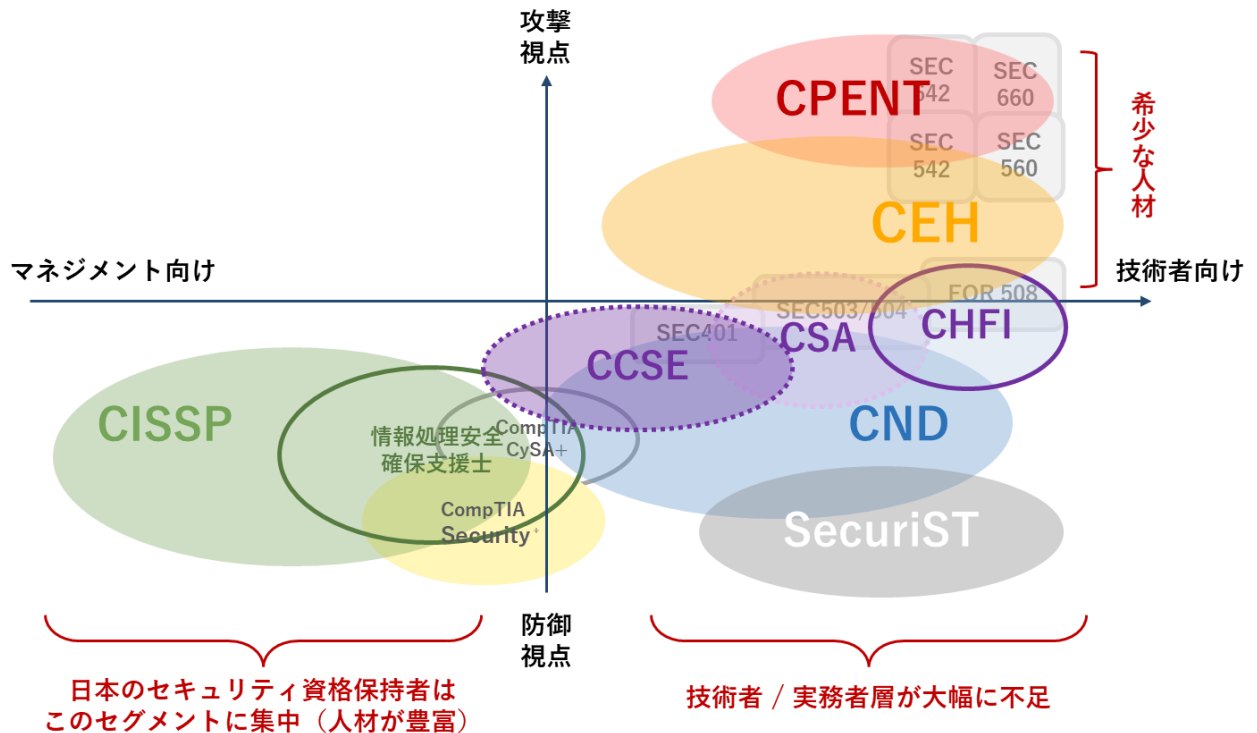 攻撃
視点
SEC
542
SEC
660
CPENT
SEC
542
SEC
560
希少な人材
CEH
マネジメント向け
技術者向け
FOR 508
SEC503/504
SEC401
CSA
CHFI
CCSE
CISSP
CND
情報処理安全
確保支援士
CompTIA
CySA+
CompTIA
Security+
SecuriST
防御
視点
日本のセキュリティ資格保持者は
このセグメントに集中（人材が豊富）
技術者 / 実務者層が大幅に不足